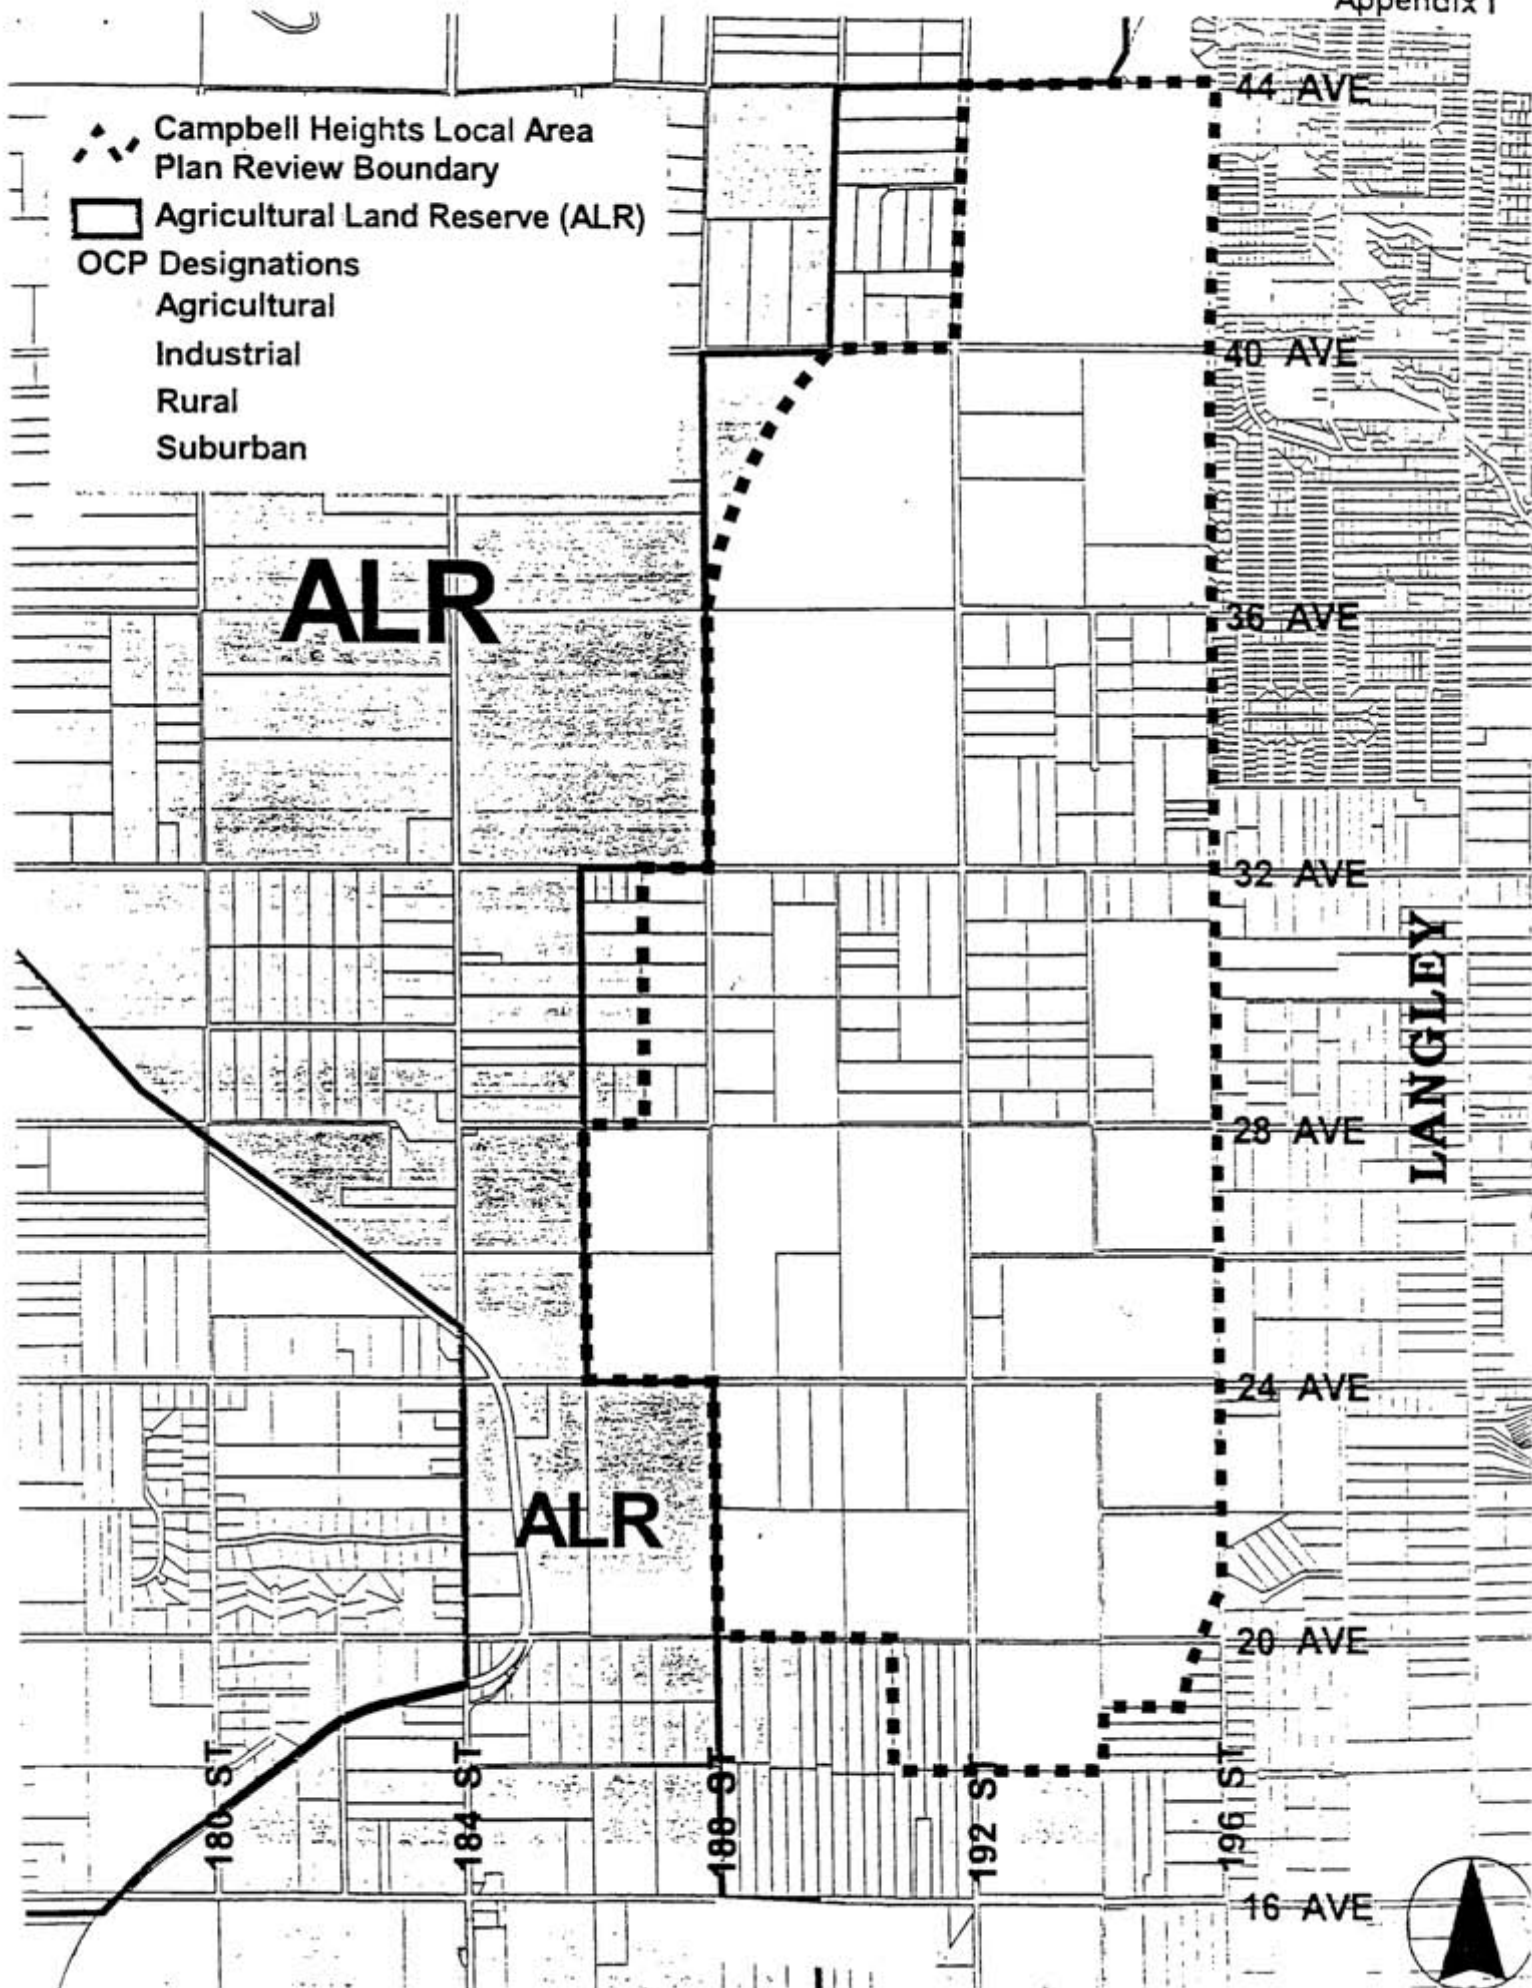 Appendix I
44 AVE
Campbell Heights Local Area
Plan Review Boundary
Agricultural Land Reserve (ALR)
OCP Designations
Agricultural
Industrial
Rural
Suburban
40 AVE
ALR
36 AVE
32 AVE
LANGLEY
28 AVE
24 AVE
ALR
20 AVE
180 ST
184 ST
188 ST
192 ST
196 ST
16 AVE